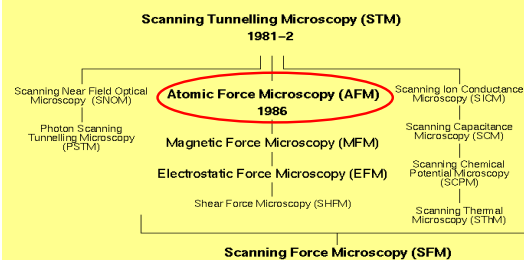 Scanning Tunnelling Microscopy (STM)
1981-2
Scanning Near Field Optical
Microscopy (SNOM)
Photon Scanning
Tunnelling Microscopy
(PSTM)
Atomic Force Microscopy (AFM)
1986
Magnetic Force Microscopy (MFM)
Electrostatic Force Microscopy (EFM)
Shear Force Microscopy (SHFM)
Scanning Ion Conductance
Microscopy (SICM)
Scanning Capacitance
Microscopy (SCM)
Scanning Chemical
Potential Microscopy
(SCPM)
Scanning Thermal
Microscopy (SThM)
Scanning Force Microscopy (SFM)